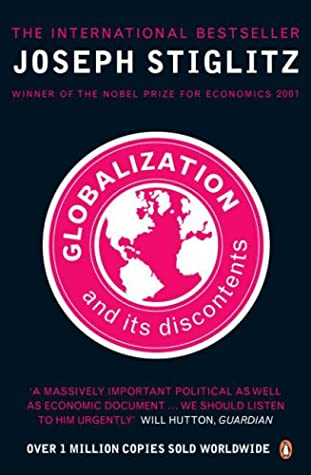 THE INTERNATIONAL BESTSELLER
JOSEPH STIGLITZ
WINNER OF THE NOBEL PRIZE FOR ECONOMICS 2001
GLOBALIZATION
and its discontents
'A MASSIVELY IMPORTANT POLITICAL AS WELL
AS ECONOMIC DOCUMENT ... WE SHOULD LISTEN
TO HIM URGENTLY' WILL HUTTON, GUARDIAN
OVER 1 MILLION COPIES SOLD WORLDWIDE